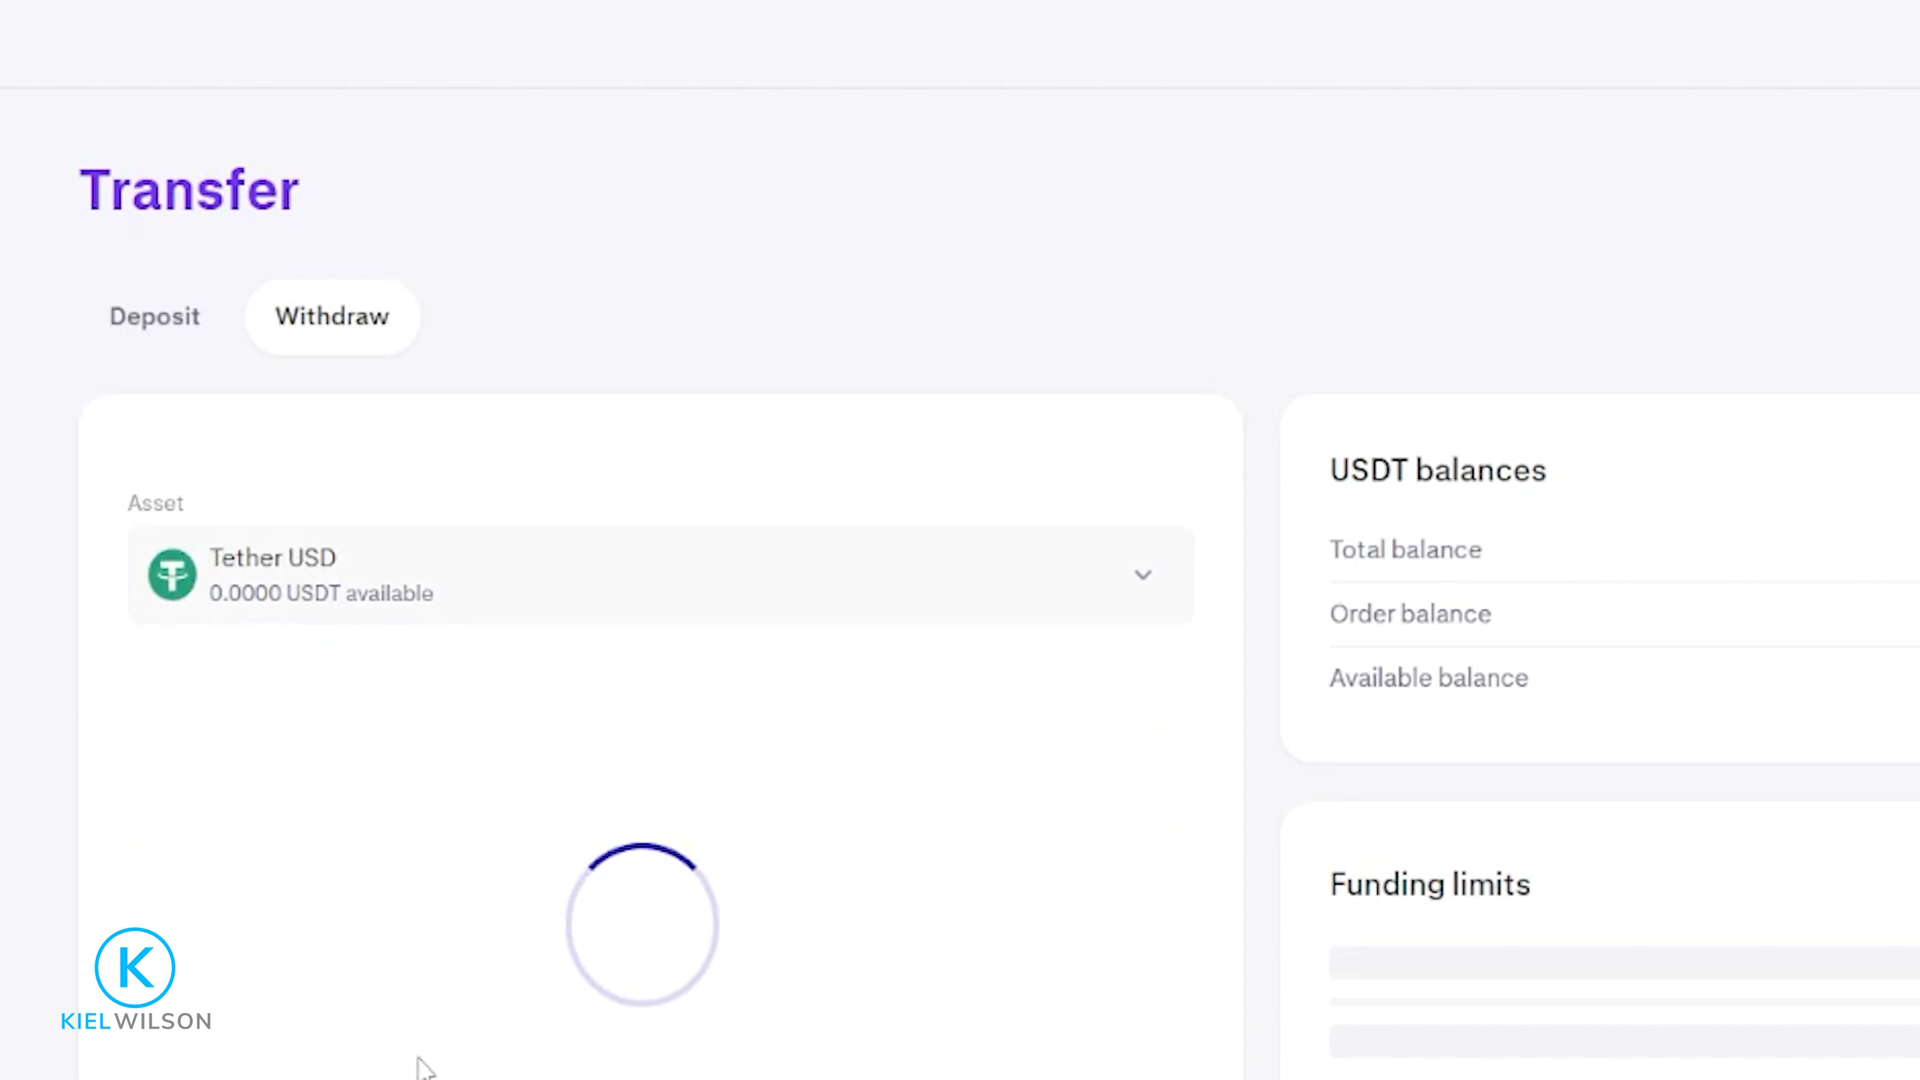 Transfer
Deposit
Withdraw
Asset
Tether USD
0.0000 USDT available
USDT balances
Total balance
Order balance
Available balance
Funding limits
K
KIELWILSON